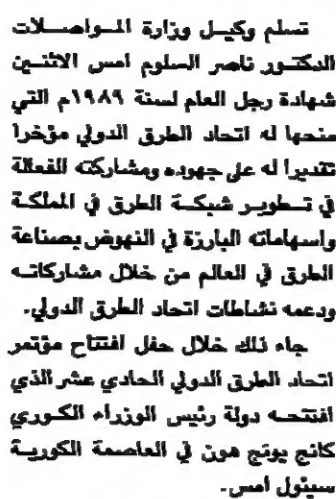 تسلم وكيل وزارة المواصلات
الدكتور ناصر السلوم امس الاثنين
شهادة رجل العام لسنة ١٩٨٩م التي
منحها له اتحاد الطرق الدولي مؤخرا
تقديرا له على جهوده ومشاركته الفعالة
في تطوير شبكة الطرق في المملكة
واسهاماته البارزة في النهوض بصناعة
الطرق في العالم من خلال مشاركاته
ودعمه نشاطات اتحاد الطرق الدولي.
جاء ذلك خلال حفل افتتاح مؤتمر
اتحاد الطرق الدولي الحادي عشر الذي
افتتحه دولة رئيس الوزراء الكوري
كانج يونج هون في العاصمة الكورية
سيئول امس.